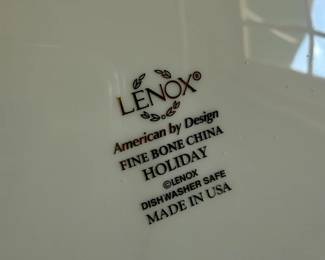 LENOX®
American by Design
FINE BONE CHINA
HOLIDAY
©LENOX
DISHWASHER SAFE
MADE IN USA